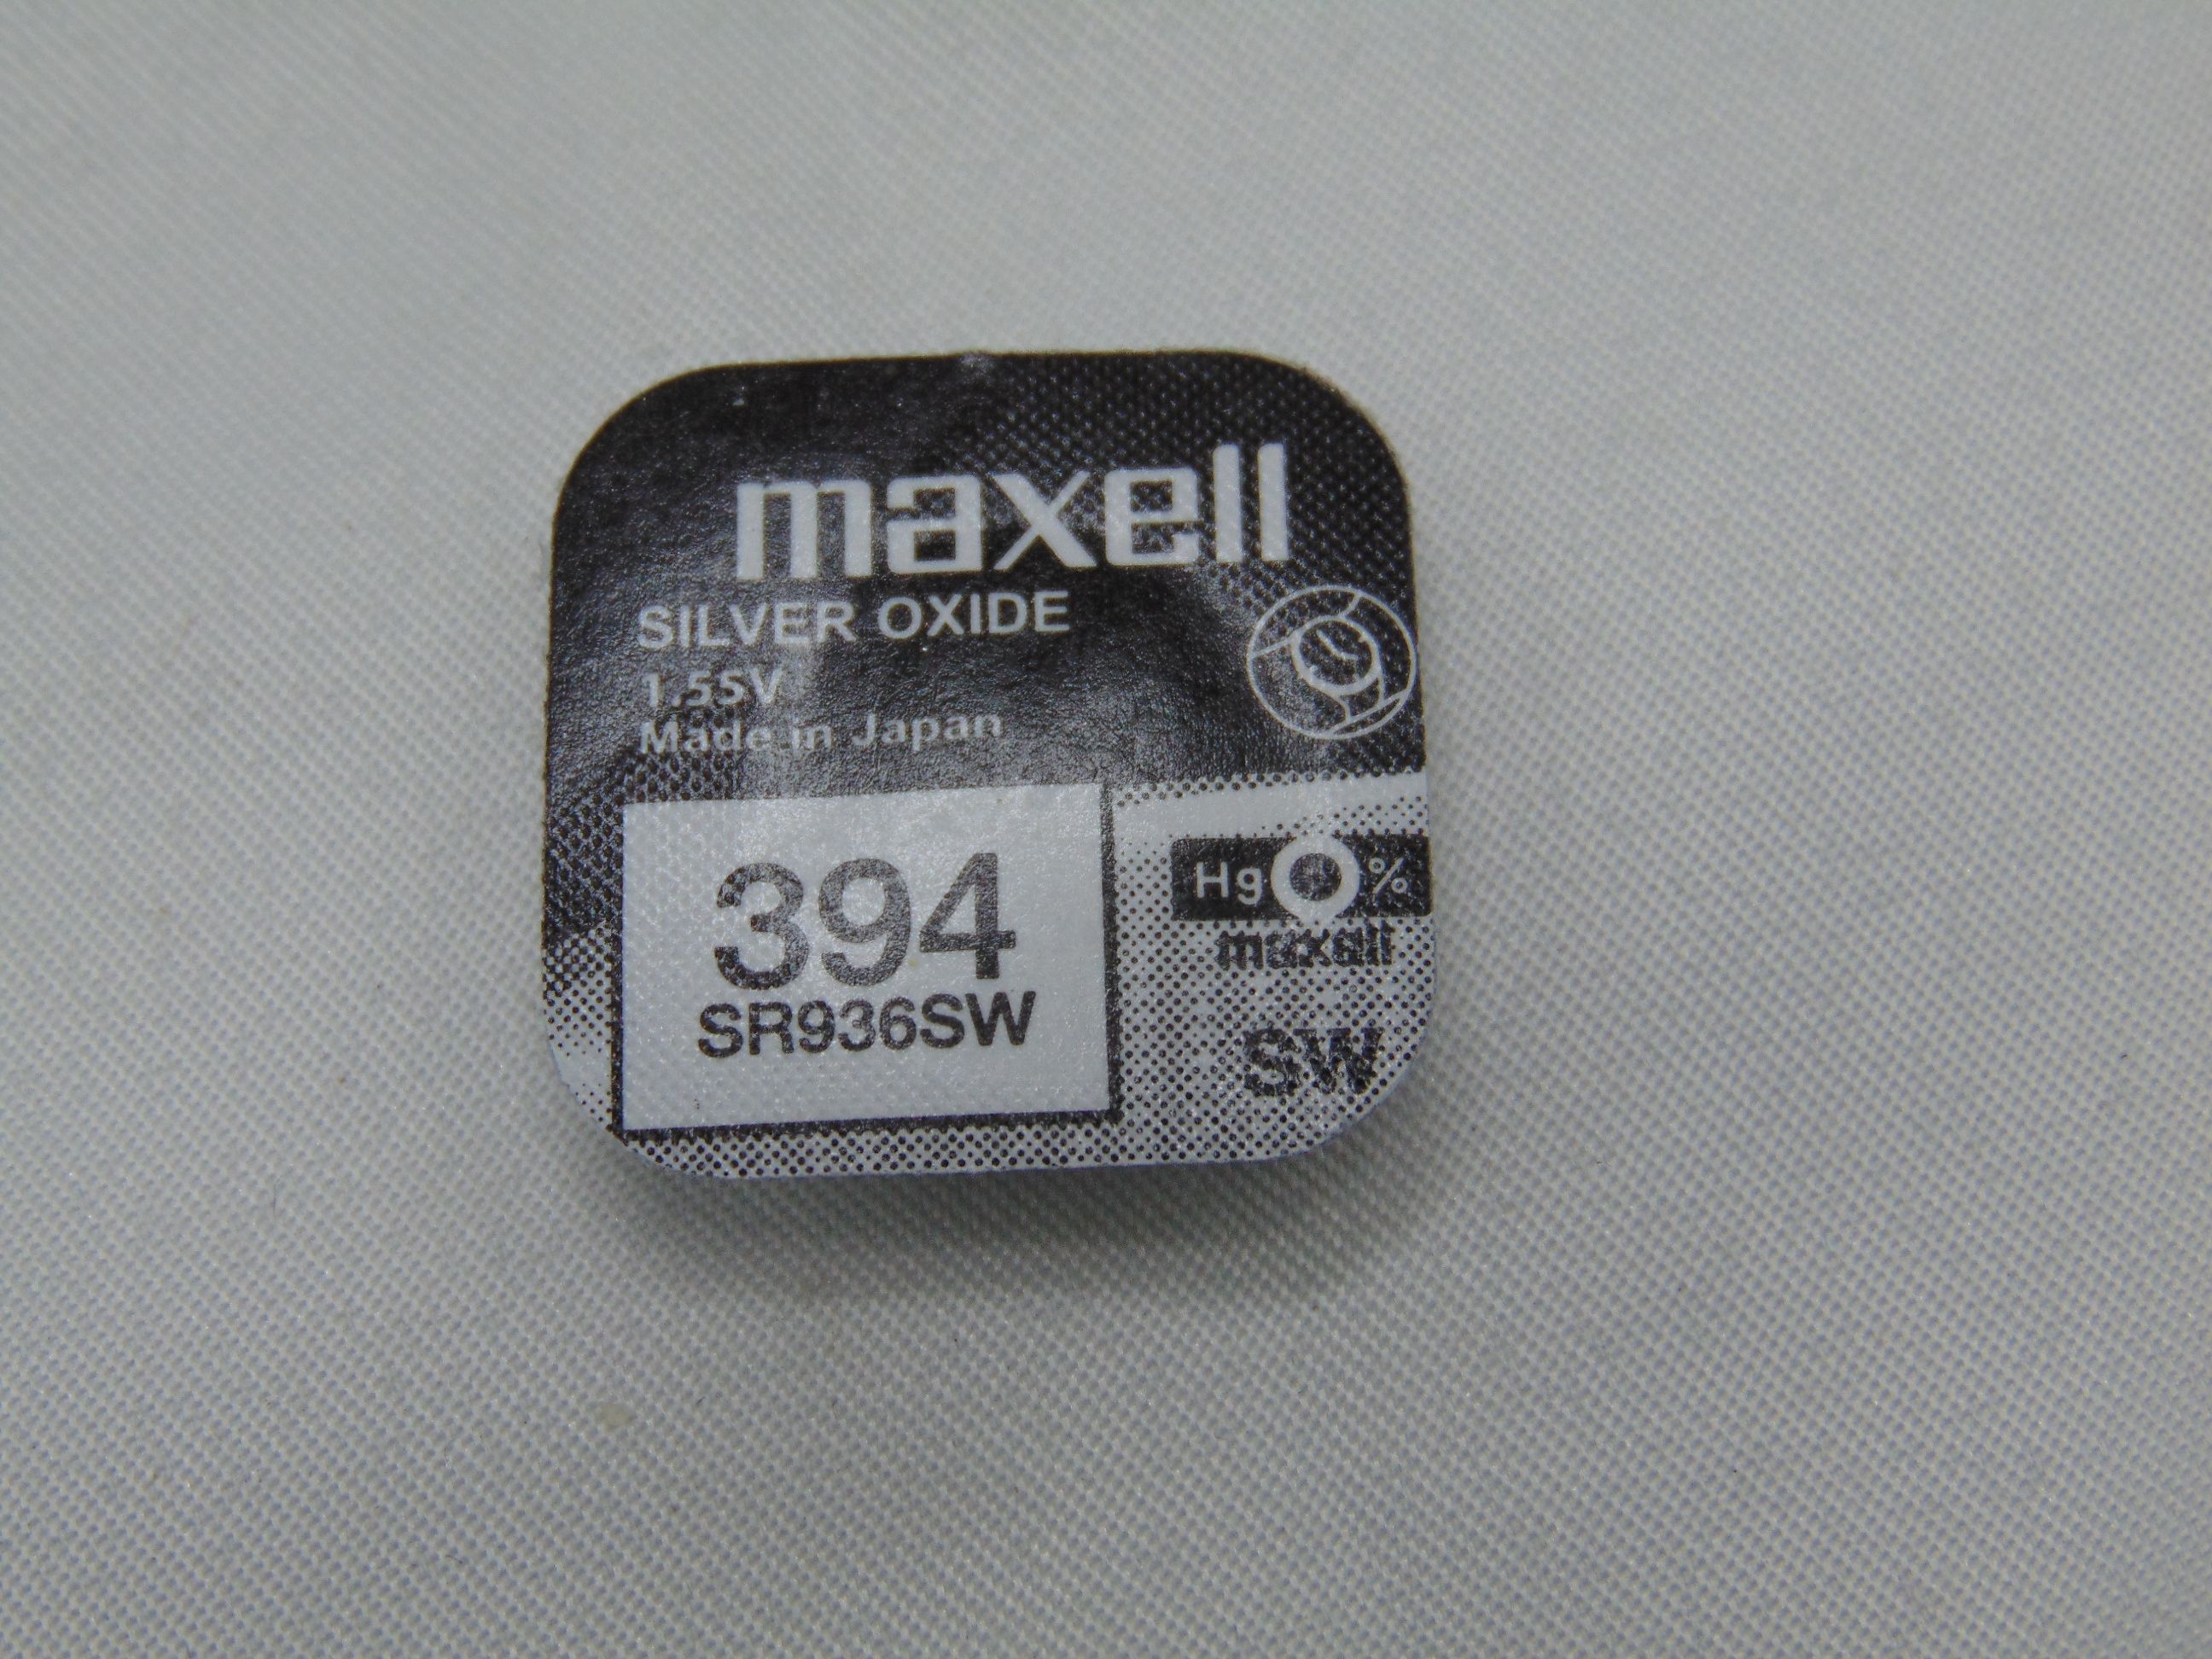 maxell
SILVER OXIDE
1.55V
Made in Japan
394
SR936SW
Hg 0%
maxell
SW